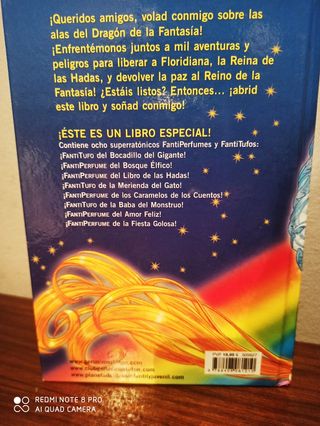 ¡Queridos amigos, volad conmigo sobre las
alas del Dragón de la Fantasía!
¡Enfrentémonos juntos a mil aventuras y
peligros para liberar a Floridiana, la Reina de
las Hadas, y devolver la paz al Reino de la
Fantasía! ¿Estáis listos? Entonces... ¡abrid
este libro y soñad conmigo!
¡ÉSTE ES UN LIBRO ESPECIAL!
Contiene ocho superratónicos FANTIPERFUMES y FANTITUFOS:
¡FANTITUFO del Bocadillo del Gigante!
¡FANTIPERFUME del Bosque Élfico!
¡FANTIPERFUME del Libro de las Hadas!
¡FANTITUFO de la Merienda del Gato!
¡FANTIPERFUME de los Caramelos de los Cuentos!
¡FANTITUFO de la Baba del Monstruo!
¡FANTIPERFUME del Amor Feliz!
¡FANTIPERFUME de la Fiesta Golosa!
PVP
REDMI NOTE 8 PRO
AI QUAD CAMERA